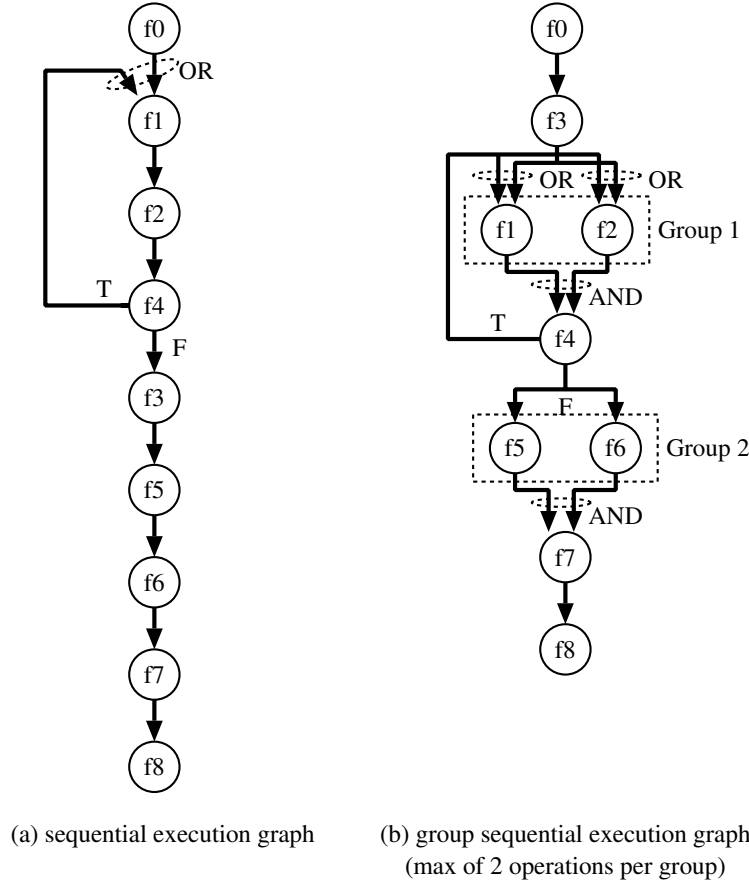 f0
OR
f1
f2
T
f4
F
f3
f5
f6
f7
f8
(a) sequential execution graph
f0
f3
OR
OR
f1
f2
Group 1
AND
T
f4
F
f5
f6
Group 2
AND
f7
f8
(b) group sequential execution graph
(max of 2 operations per group)